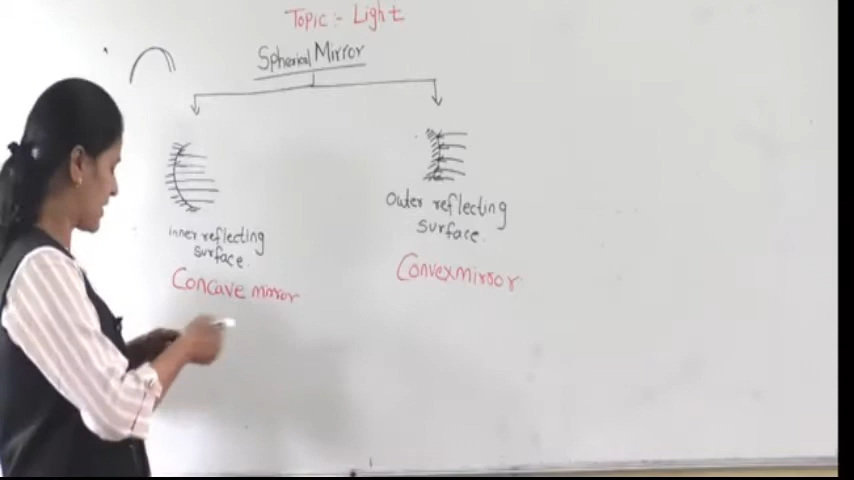 Topic :- Light
Spherical Mirror
inner reflecting
surface.
Concave mirror
outer reflecting
surface.
Convexmirror